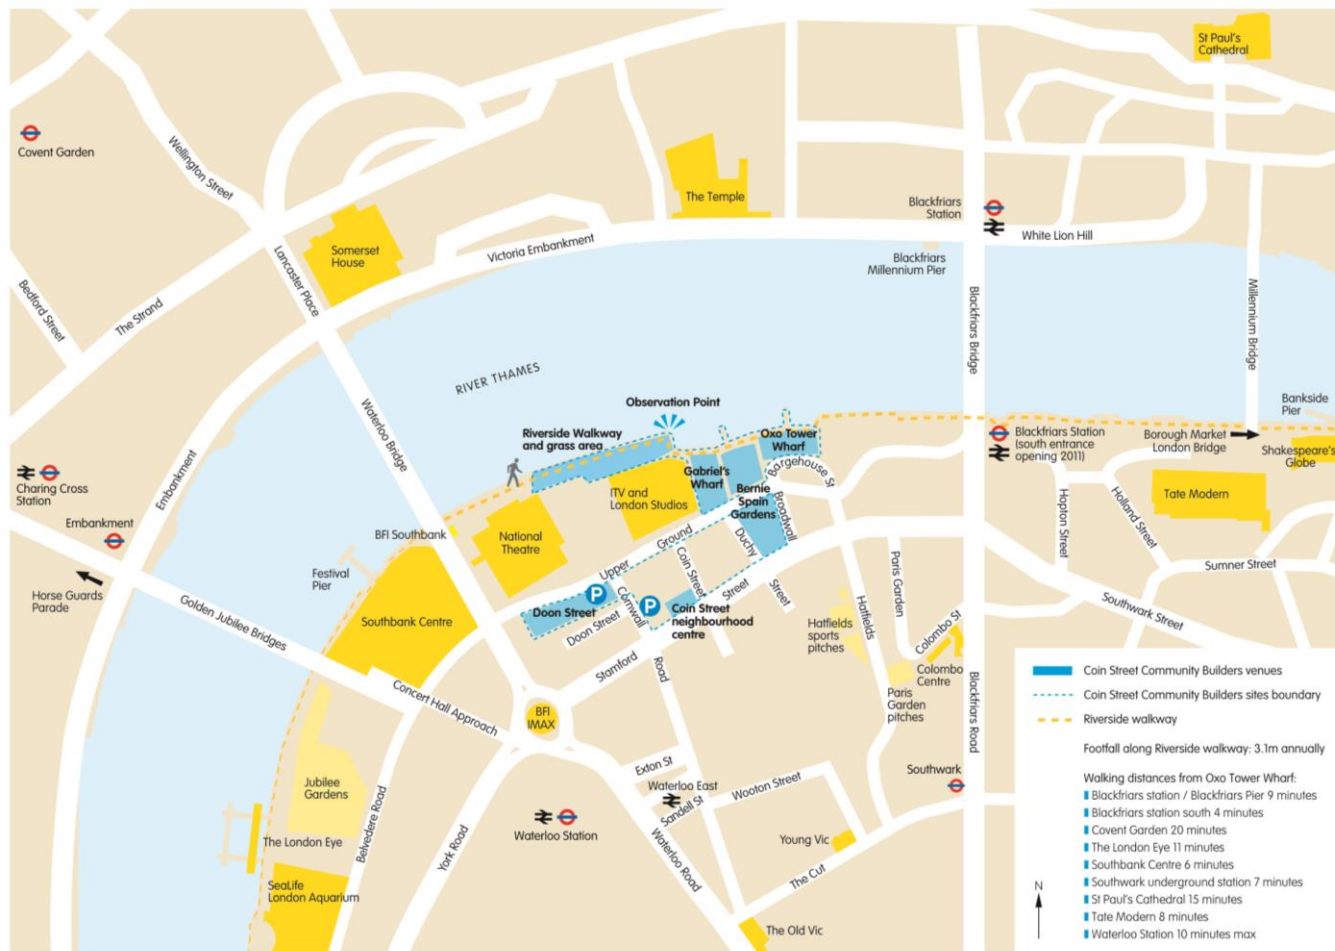 St Paul's
Cathedral
Covent Garden
Wellington Street
The Temple
Blackfriars
Station
White Lion Hill
Somerset
House
Victoria Embankment
Lancaster Place
Blackfriars
Millennium Pier
Bedford Street
The Strand
Blackfriars Bridge
Millennium Bridge
RIVER THAMES
Waterloo Bridge
Observation Point
Riverside Walkway
and grass area
Oxo Tower
Wharf
Bankside
Pier
Blackfriars Station
(south entrance
opening 2011)
Borough Market
London Bridge
Shakespeare's
Globe
Bargehouse St
Gabriel's
Wharf
Embankment
Charing Cross
Station
ITV and
London Studios
Bernie
Spain
Gardens
Broadwall
Tate Modern
Hopton Street
Holland Street
Embankment
BFI Southbank
National
Theatre
Upper
Ground
Coin Street
Duchy
Street
Paris Garden
Sumner Street
Festival
Pier
Horse Guards
Parade
Golden Jubilee Bridges
Southbank Centre
P
P
Doon Street
Doon Street
Cornwall
Road
Coin Street
neighbourhood
centre
Stamford
Street
Hatfields
Hatfields
sports
pitches
Southwark Street
Colombo St
Colombo
Centre
Paris
Garden
pitches
Blackfriars Road
Concert Hall Approach
BFI
IMAX
Exton St
Waterloo East
Sandell St
Wooton Street
Southwark
Jubilee
Gardens
Belvedere Road
York Road
Waterloo Station
Waterloo Road
Young Vic
The Cut
The London Eye
SeaLife
London Aquarium
The Old Vic
Coin Street Community Builders venues
Coin Street Community Builders sites boundary
Riverside walkway
Footfall along Riverside walkway: 3.1m annually
Walking distances from Oxo Tower Wharf:
Blackfriars station / Blackfriars Pier 9 minutes
Blackfriars station south 4 minutes
Covent Garden 20 minutes
The London Eye 11 minutes
Southbank Centre 6 minutes
Southwark underground station 7 minutes
St Paul's Cathedral 15 minutes
Tate Modern 8 minutes
Waterloo Station 10 minutes max
N